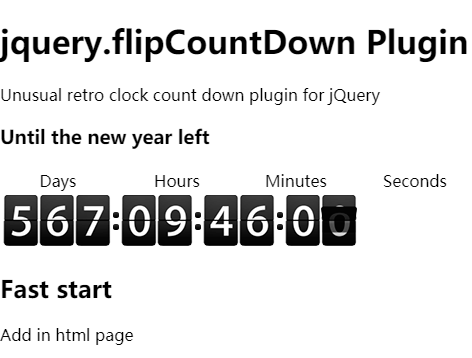 jquery.flipCountDown Plugin
Unusual retro clock count down plugin for jQuery
Until the new year left
Days Hours Minutes Seconds
567:09:46:0
Fast start
Add in html page